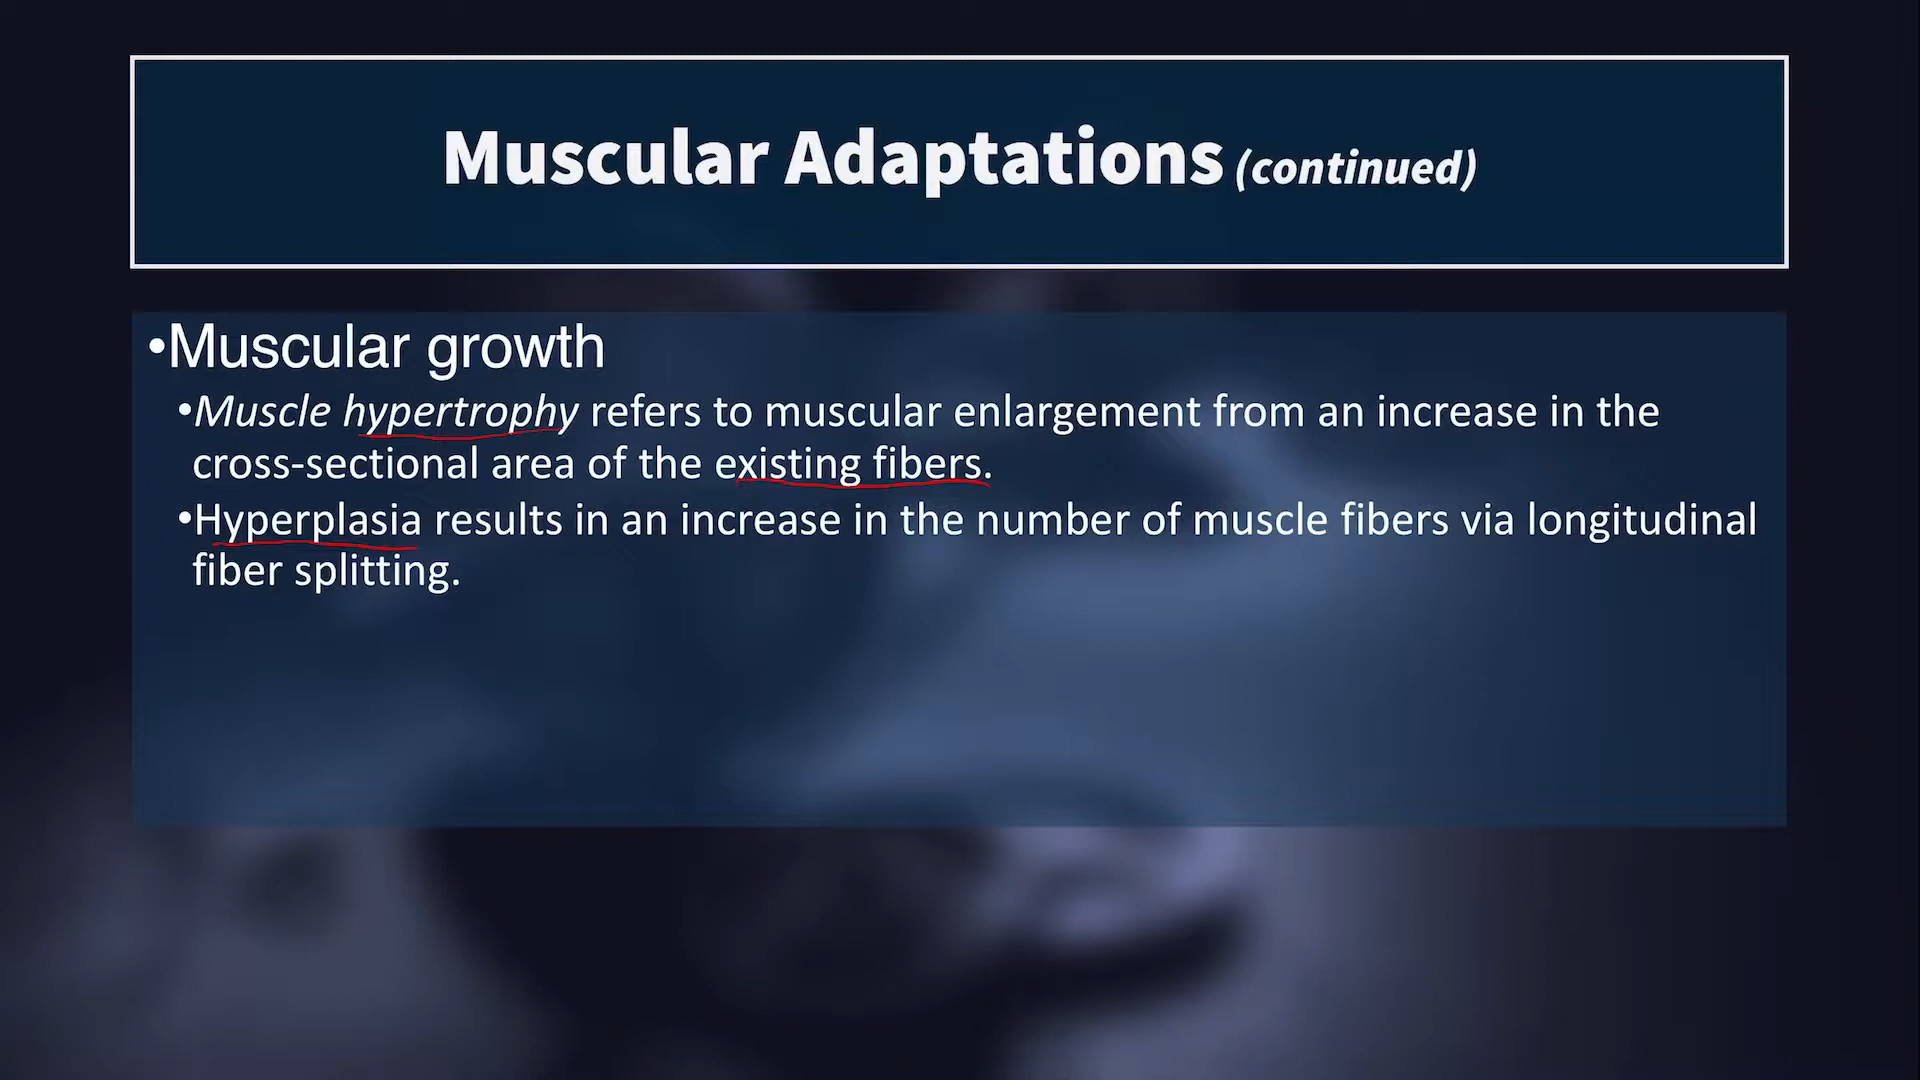 Muscular Adaptations (continued)
•Muscular growth
•Muscle hypertrophy refers to muscular enlargement from an increase in the
cross-sectional area of the existing fibers.
•Hyperplasia results in an increase in the number of muscle fibers via longitudinal
fiber splitting.